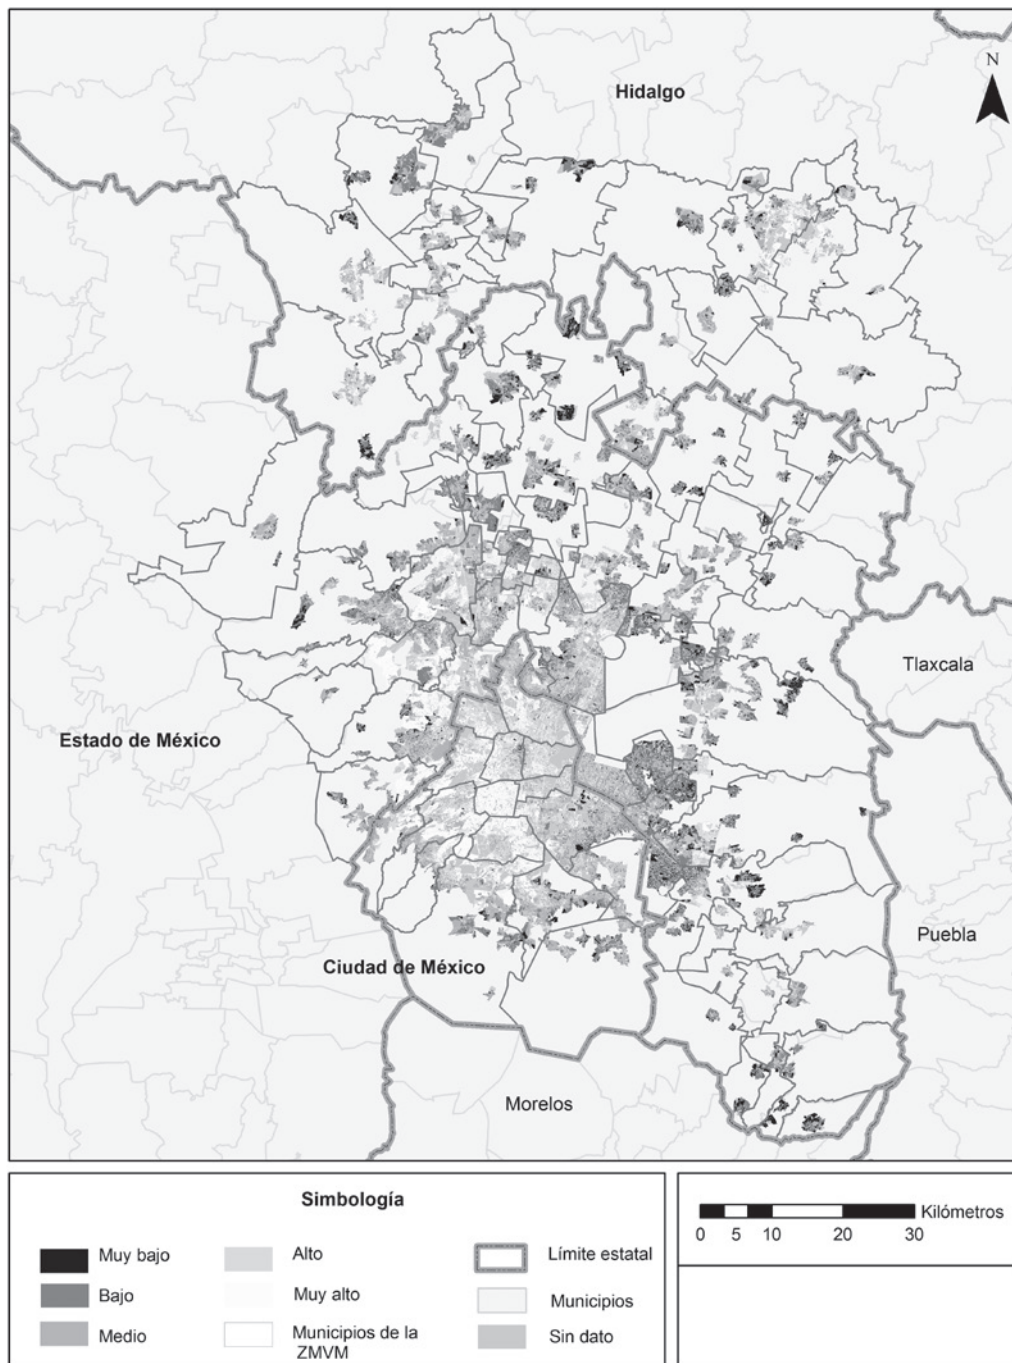 N
Hidalgo
Tlaxcala
Estado de México
Puebla
Ciudad de México
Morelos
Simbología
Muy bajo
Bajo
Medio
Alto
Muy alto
Municipios de la
ZMVM
Límite estatal
Municipios
Sin dato
Kilómetros
0 5 10 20 30